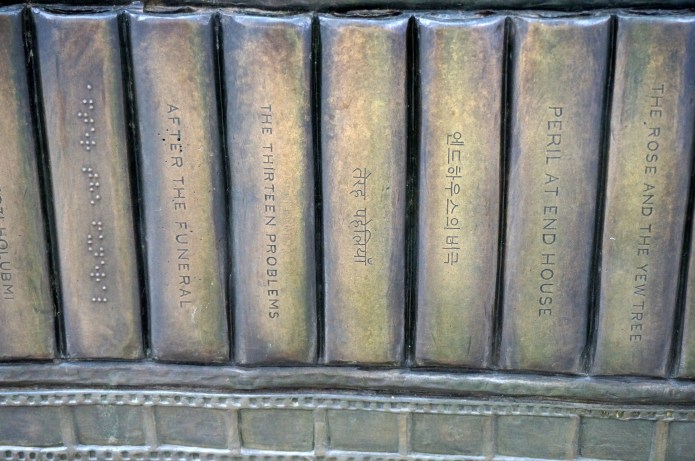 HOLUBMI
AFTER THE FUNERAL
THE THIRTEEN PROBLEMS
तेरह पहेलियाँ
엔드하우스의 비극
PERIL AT END HOUSE
THE ROSE AND THE YEW TREE